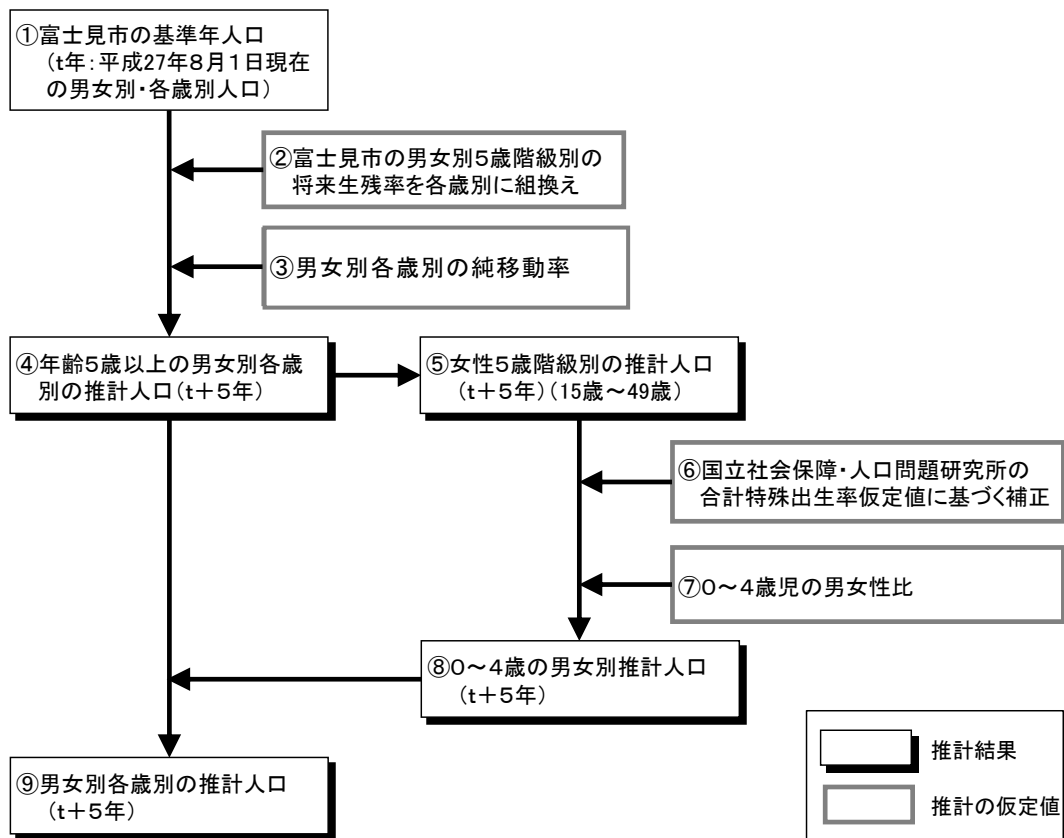 ①富士見市の基準年人口
(t年:平成27年8月1日現在
の男女別・各歳別人口)
②富士見市の男女別5歳階級別の
将来生残率を各歳別に組換え
③男女別各歳別の純移動率
④年齢5歳以上の男女別各歳
別の推計人口(t+5年)
⑤女性5歳階級別の推計人口
(t+5年)(15歳~49歳)
⑥国立社会保障・人口問題研究所の
合計特殊出生率仮定値に基づく補正
⑦0~4歳児の男女性比
⑧0~4歳の男女別推計人口
(t+5年)
⑨男女別各歳別の推計人口
(t+5年)
推計結果
推計の仮定値